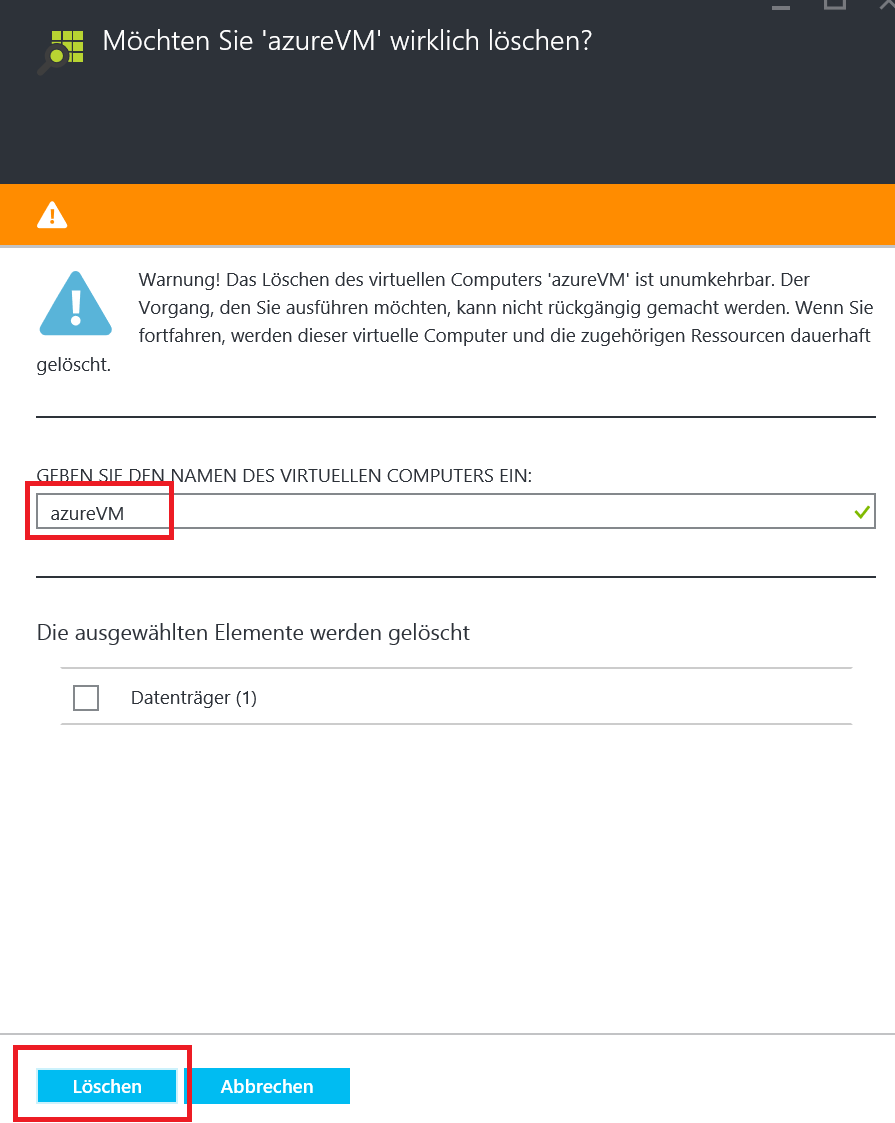 Möchten Sie 'azureVM' wirklich löschen?
Warnung! Das Löschen des virtuellen Computers 'azureVM' ist unumkehrbar. Der
Vorgang, den Sie ausführen möchten, kann nicht rückgängig gemacht werden. Wenn Sie
fortfahren, werden dieser virtuelle Computer und die zugehörigen Ressourcen dauerhaft
gelöscht.
GEBEN SIE DEN NAMEN DES VIRTUELLEN COMPUTERS EIN:
azureVM
Die ausgewählten Elemente werden gelöscht
Datenträger (1)
Löschen Abbrechen